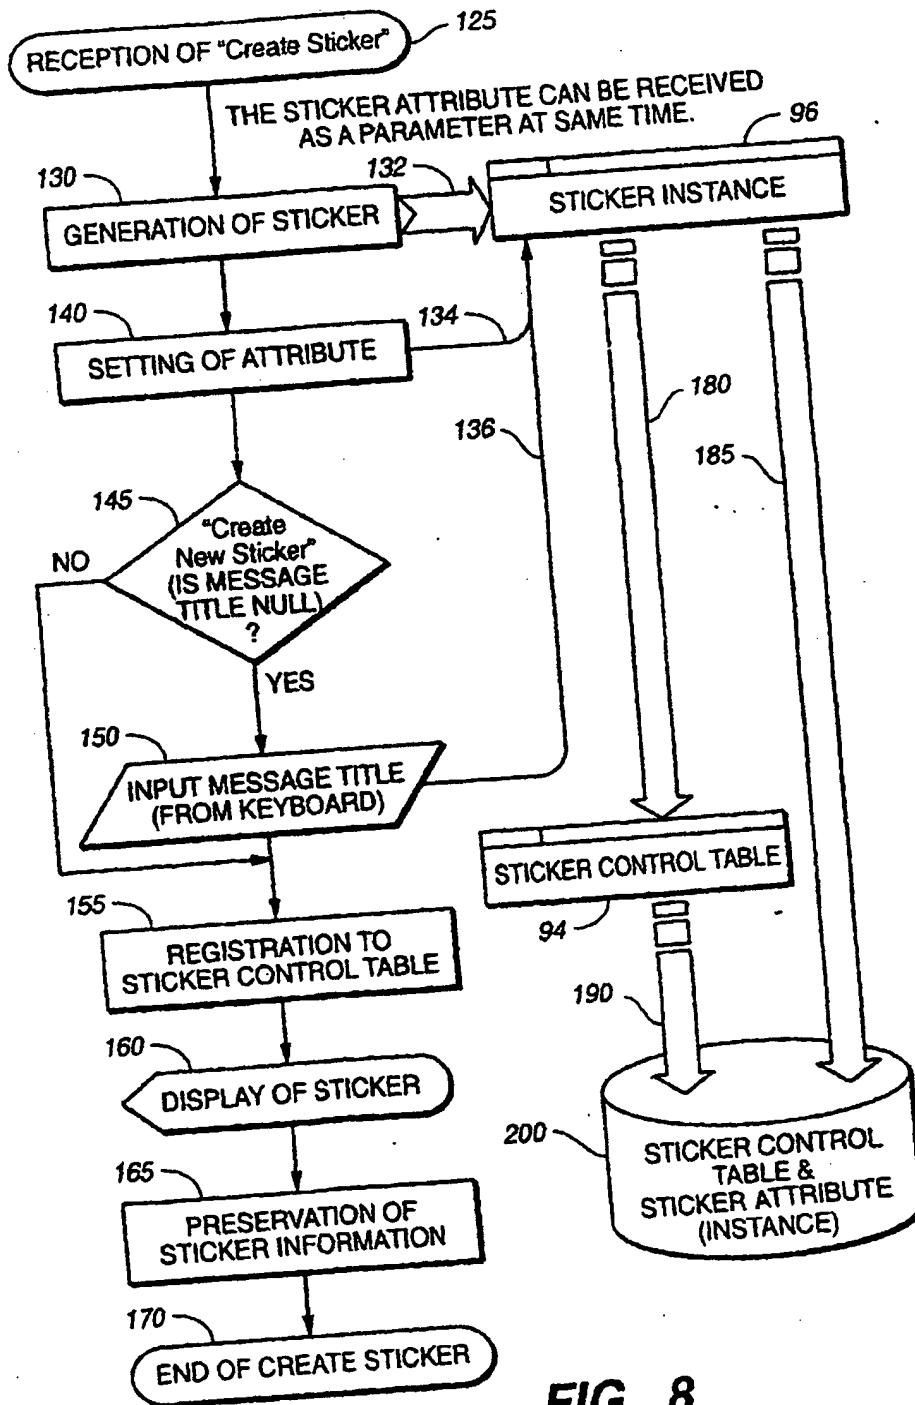 RECEPTION OF "Create Sticker"
125
THE STICKER ATTRIBUTE CAN BE RECEIVED
AS A PARAMETER AT SAME TIME.
96
130
132
GENERATION OF STICKER
STICKER INSTANCE
140
134
SETTING OF ATTRIBUTE
180
136
185
145
"Create
New Sticker"
(IS MESSAGE
TITLE NULL)
?
NO
YES
150
INPUT MESSAGE TITLE
(FROM KEYBOARD)
STICKER CONTROL TABLE
94
155
REGISTRATION TO
STICKER CONTROL TABLE
190
160
DISPLAY OF STICKER
200
STICKER CONTROL
TABLE &
STICKER ATTRIBUTE
(INSTANCE)
165
PRESERVATION OF
STICKER INFORMATION
170
END OF CREATE STICKER
FIG. 8